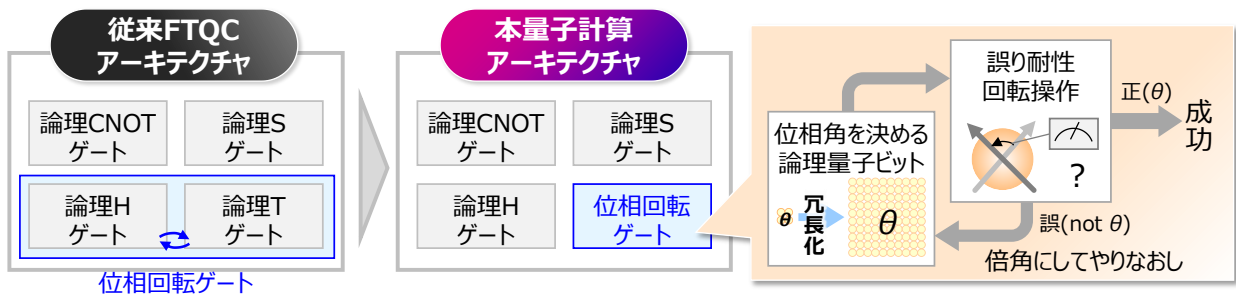 従来FTQC
アーキテクチャ
論理CNOT
ゲート
論理S
ゲート
論理H
ゲート
論理T
ゲート
位相回転ゲート
本量子計算
アーキテクチャ
論理CNOT
ゲート
論理S
ゲート
論理H
ゲート
位相回転
ゲート
位相角を決める
論理量子ビット
θ
冗長化
θ
誤り耐性
回転操作
?
正(θ)
成功
誤(not θ)
倍角にしてやりなおし